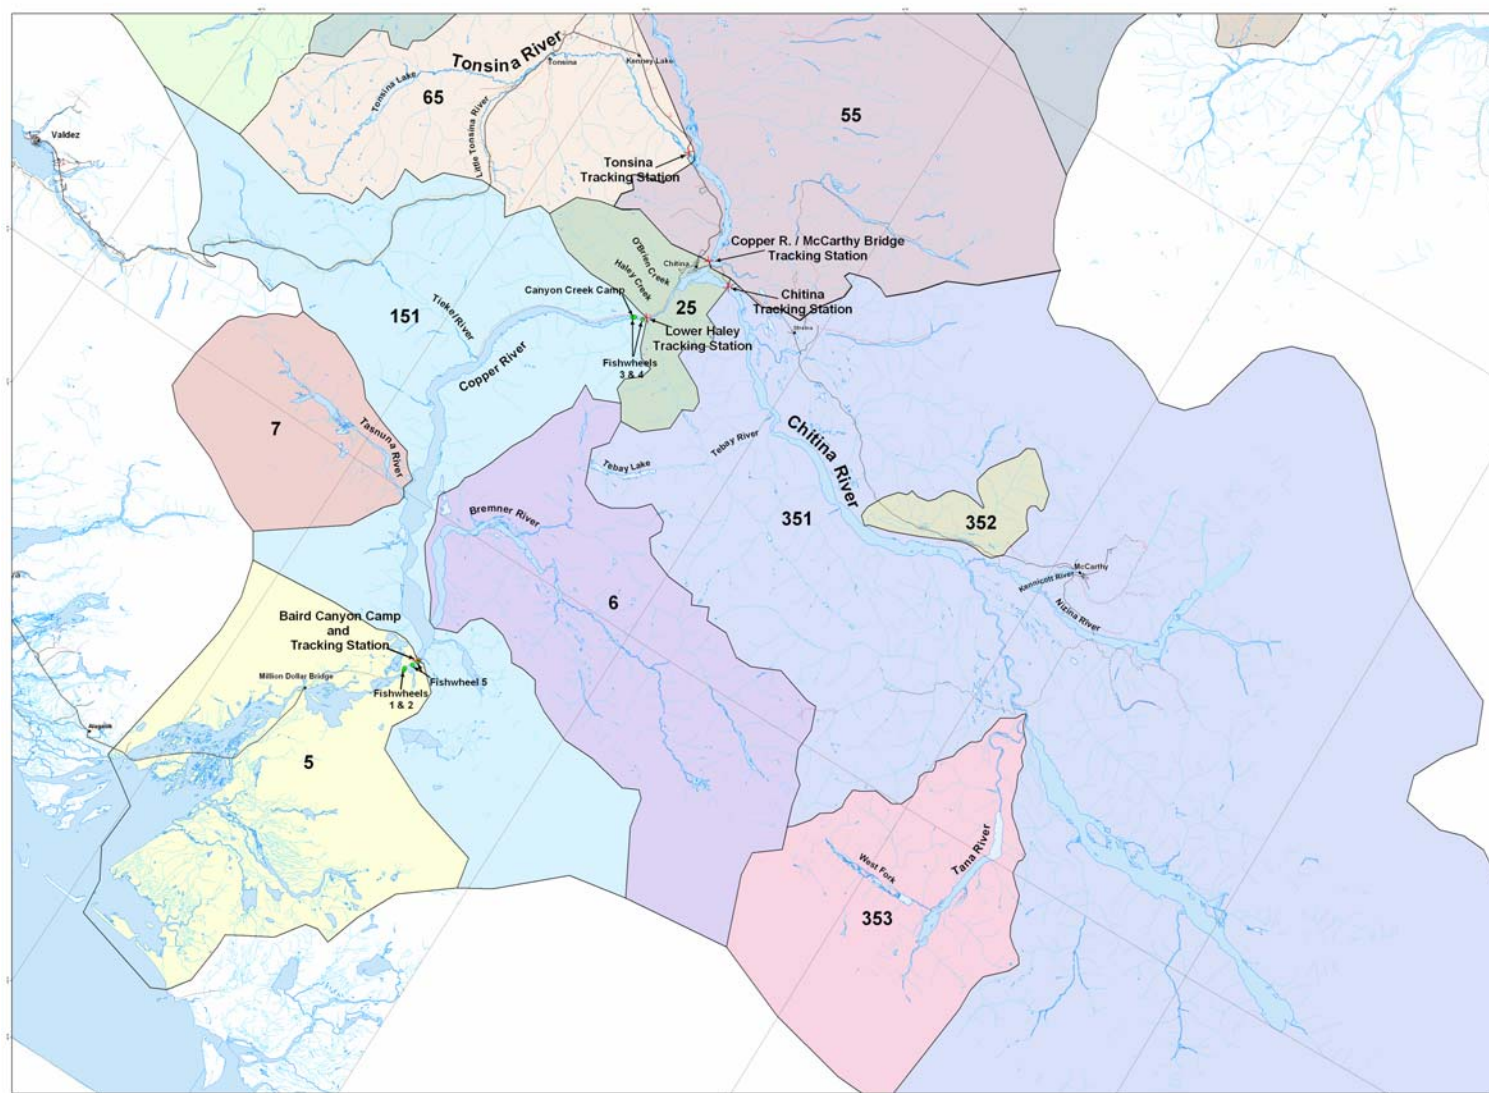 Tonsina River
Tonsina
Kenney Lake
Tonsina Lake
65
Little Tonsina River
55
Valdez
Tonsina
Tracking Station
Copper R. / McCarthy Bridge
Tracking Station
O'Brien Creek
Haley Creek
Chitina
Canyon Creek Camp
25
Chitina
Tracking Station
151
Tieke/River
Lower Haley
Tracking Station
Strelna
Copper River
Fishwheels
3 & 4
7
Tasnuna River
Tebay River
Tebay Lake
Chitina River
Bremner River
351
352
McCarthy
Kennicott River
Nizina River
6
Baird Canyon Camp
and
Tracking Station
Million Dollar Bridge
Fishwheel 5
Fishwheels
1 & 2
Alaganik
5
Tana River
West Fork
353